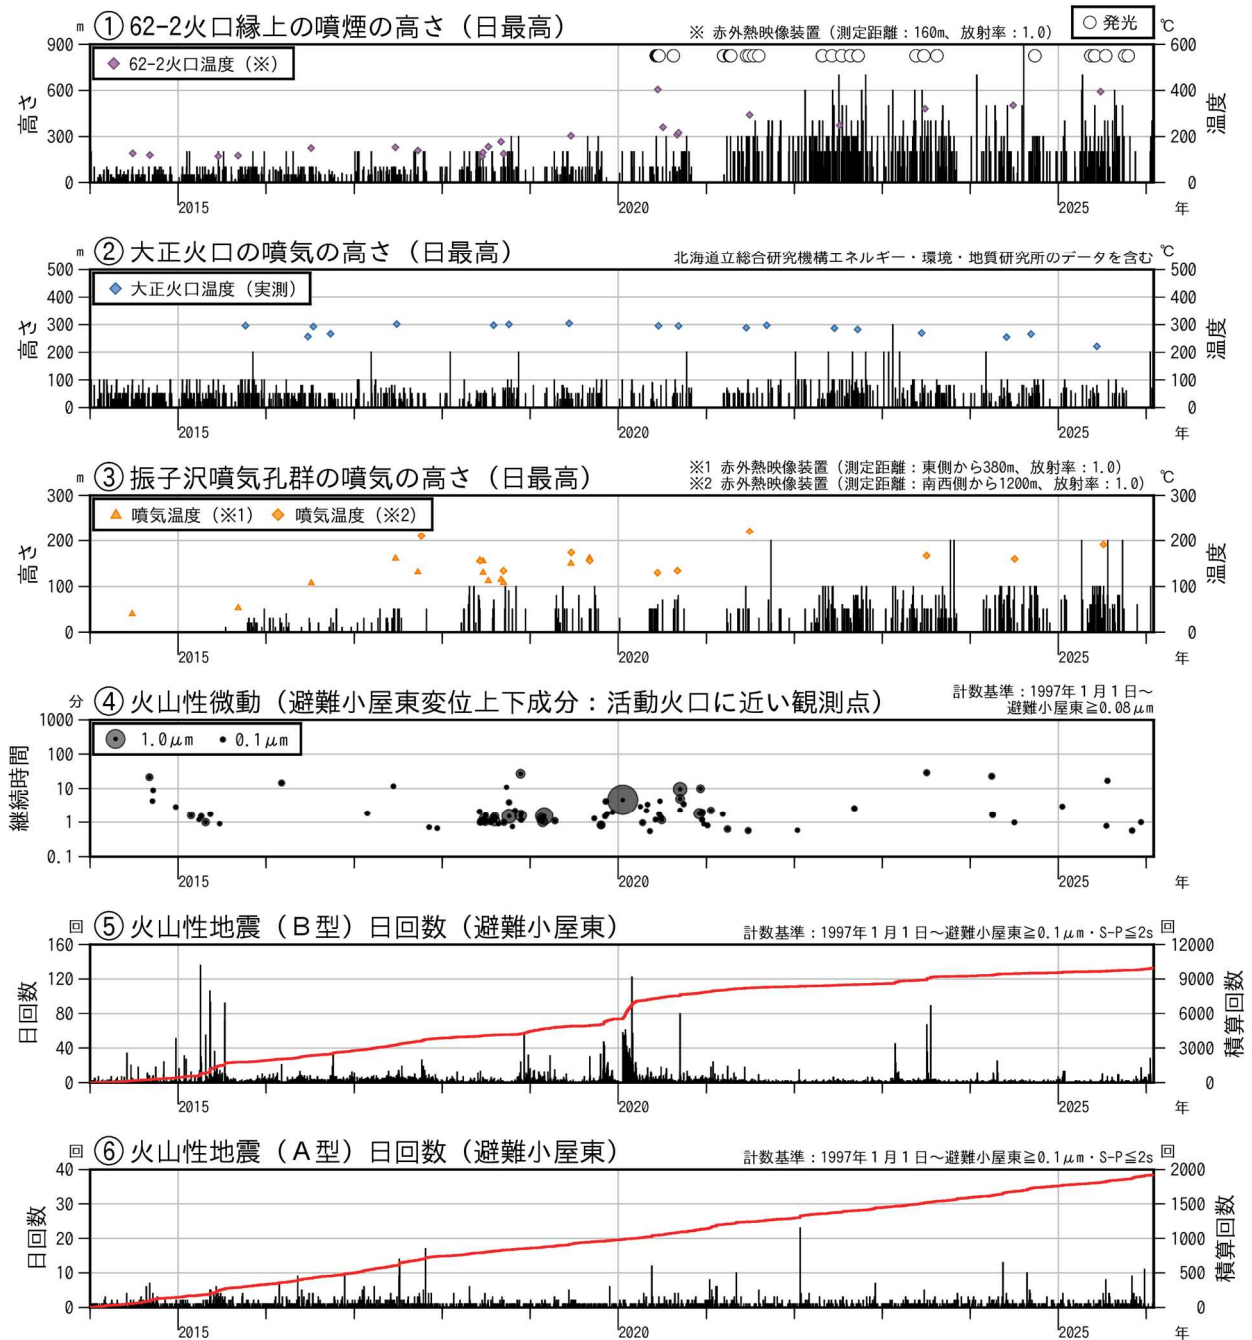 m ① 62-2火口縁上の噴煙の高さ（日最高） ※ 赤外熱映像装置（測定距離：160m、放射率：1.0） ○ 発光 ℃
900 600
◆ 62-2火口温度（※）
600 400
高さ 温度
300 200
0 0
2015 2020 2025 年
m ② 大正火口の噴気の高さ（日最高） 北海道立総合研究機構エネルギー・環境・地質研究所のデータを含む ℃
500 500
◆ 大正火口温度（実測）
400 400
300 300
高さ 温度
200 200
100 100
0 0
2015 2020 2025 年
m ③ 振子沢噴気孔群の噴気の高さ（日最高） ※1 赤外熱映像装置（測定距離：東側から380m、放射率：1.0） ℃
※2 赤外熱映像装置（測定距離：南西側から1200m、放射率：1.0）
300 300
▲ 噴気温度（※1） ◆ 噴気温度（※2）
200 200
高さ 温度
100 100
0 0
2015 2020 2025 年
分 ④ 火山性微動（避難小屋東変位上下成分：活動火口に近い観測点） 計数基準：1997年1月1日～
避難小屋東≧0.08μm
1000
1.0μm 0.1μm
100
継続時間
10
1
0.1
2015 2020 2025 年
回 ⑤ 火山性地震（B型）日回数（避難小屋東） 計数基準：1997年1月1日～避難小屋東≧0.1μm・S-P≦2s 回
160 12000
120 9000
日回数 積算回数
80 6000
40 3000
0 0
2015 2020 2025 年
回 ⑥ 火山性地震（A型）日回数（避難小屋東） 計数基準：1997年1月1日～避難小屋東≧0.1μm・S-P≦2s 回
40 2000
30 1500
日回数 積算回数
20 1000
10 500
0 0
2015 2020 2025 年